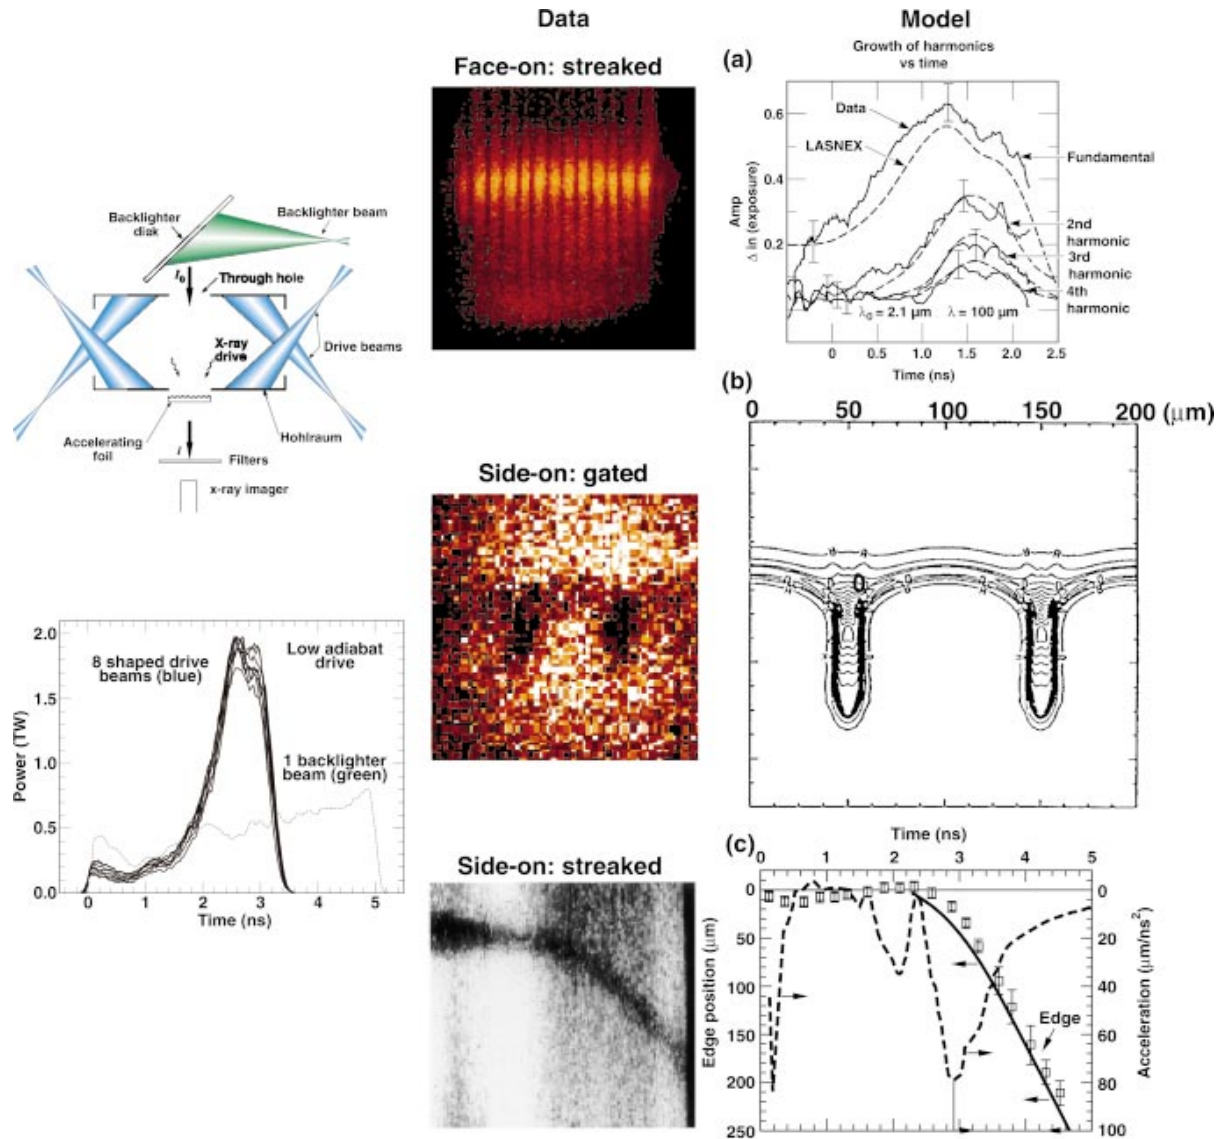 Data
Model
Face-on: streaked
(a)
Growth of harmonics
vs time
0.6
0.4
0.2
0
Amp
Δ in (exposure)
Data
LASNEX
Fundamental
2nd
harmonic
3rd
harmonic
4th
harmonic
λ0 = 2.1 µm
λ = 100 µm
0
0.5
1.0
1.5
2.0
2.5
Time (ns)
Backlighter
disk
Backlighter beam
I0
Through hole
X-ray
drive
Drive beams
Accelerating
foil
I
Hohlraum
Filters
x-ray imager
(b)
0
50
100
150
200 (µm)
Side-on: gated
2.0
1.5
1.0
0.5
0.0
Power (TW)
8 shaped drive
beams (blue)
Low adiabat
drive
1 backlighter
beam (green)
0
1
2
3
4
5
Time (ns)
Side-on: streaked
(c)
Time (ns)
0
1
2
3
4
5
0
50
100
150
200
250
Edge position (µm)
Edge
0
20
40
60
80
100
Acceleration (µm/ns²)